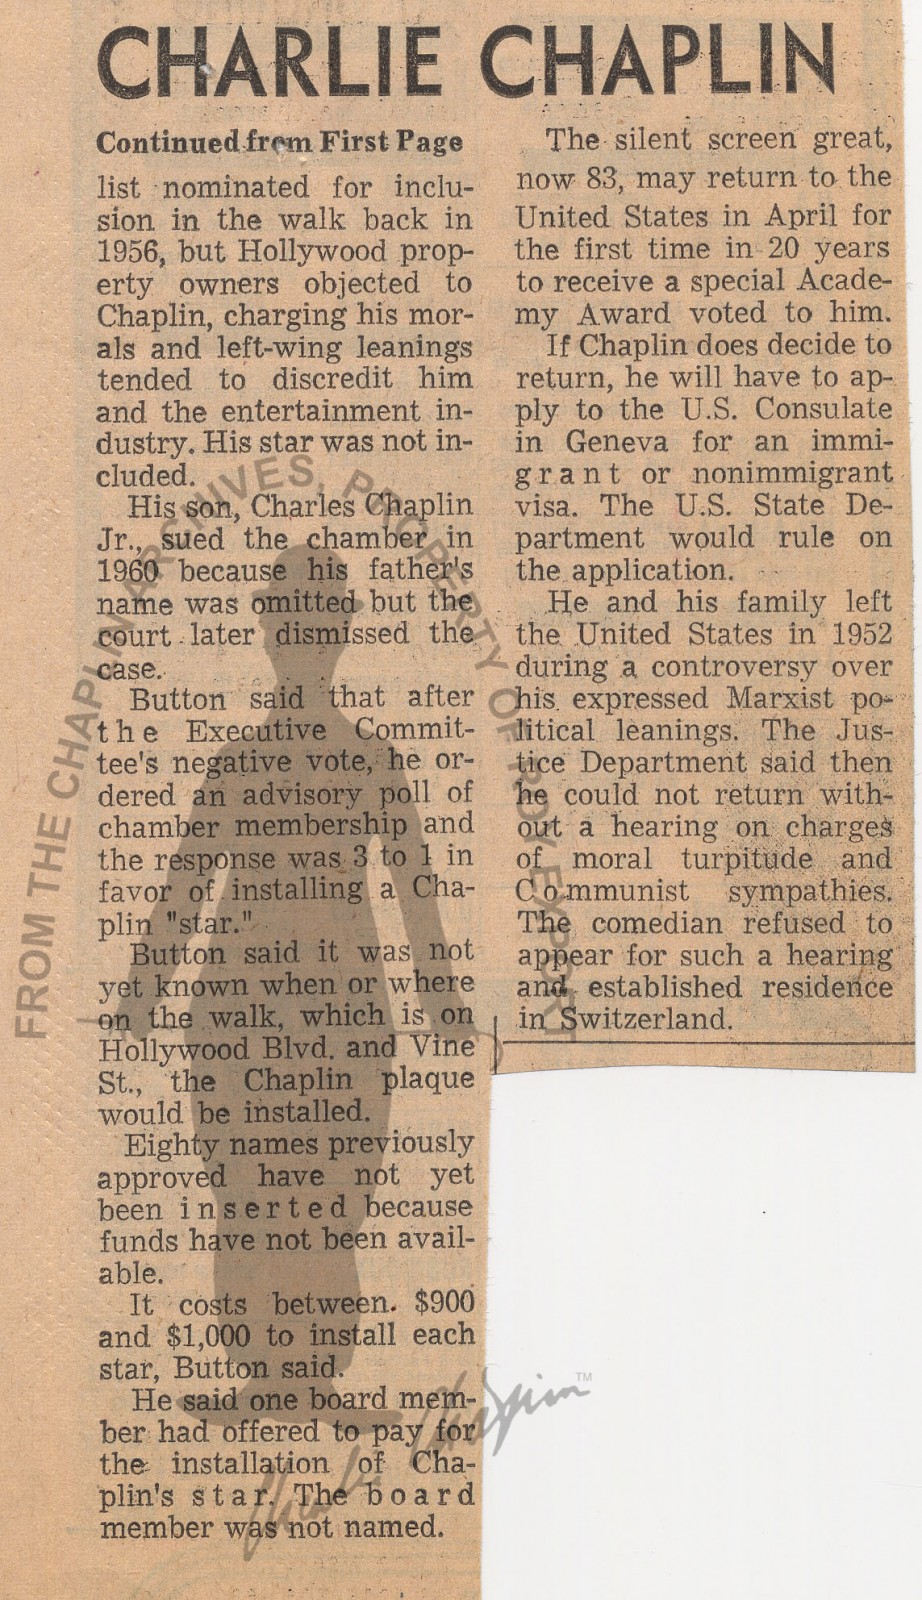 CHARLIE CHAPLIN
Continued from First Page
list nominated for inclu-
sion in the walk back in
1956, but Hollywood prop-
erty owners objected to
Chaplin, charging his mor-
als and left-wing leanings
tended to discredit him
and the entertainment in-
dustry. His star was not in-
cluded.
His son, Charles Chaplin
Jr., sued the chamber in
1960 because his father's
name was omitted but the
court later dismissed the
case.
Button said that after
the Executive Commit-
tee's negative vote, he or-
dered an advisory poll of
chamber membership and
the response was 3 to 1 in
favor of installing a Cha-
plin "star."
Button said it was not
yet known when or where
on the walk, which is on
Hollywood Blvd. and Vine
St., the Chaplin plaque
would be installed.
Eighty names previously
approved have not yet
been inserted because
funds have not been avail-
able.
It costs between. $900
and $1,000 to install each
star, Button said.
He said one board mem-
ber had offered to pay for
the installation of Cha-
plin's star. The board
member was not named.
The silent screen great,
now 83, may return to the
United States in April for
the first time in 20 years
to receive a special Acade-
my Award voted to him.
If Chaplin does decide to
return, he will have to ap-
ply to the U.S. Consulate
in Geneva for an immi-
grant or nonimmigrant
visa. The U.S. State De-
partment would rule on
the application.
He and his family left
the United States in 1952
during a controversy over
his expressed Marxist po-
litical leanings. The Jus-
tice Department said then
he could not return with-
out a hearing on charges
of moral turpitude and
Communist sympathies.
The comedian refused to
appear for such a hearing
and established residence
in Switzerland.
FROM THE CHAPLIN ARCHIVES, PROPERTY OF ROY EXPORT
Charlie Chaplin™